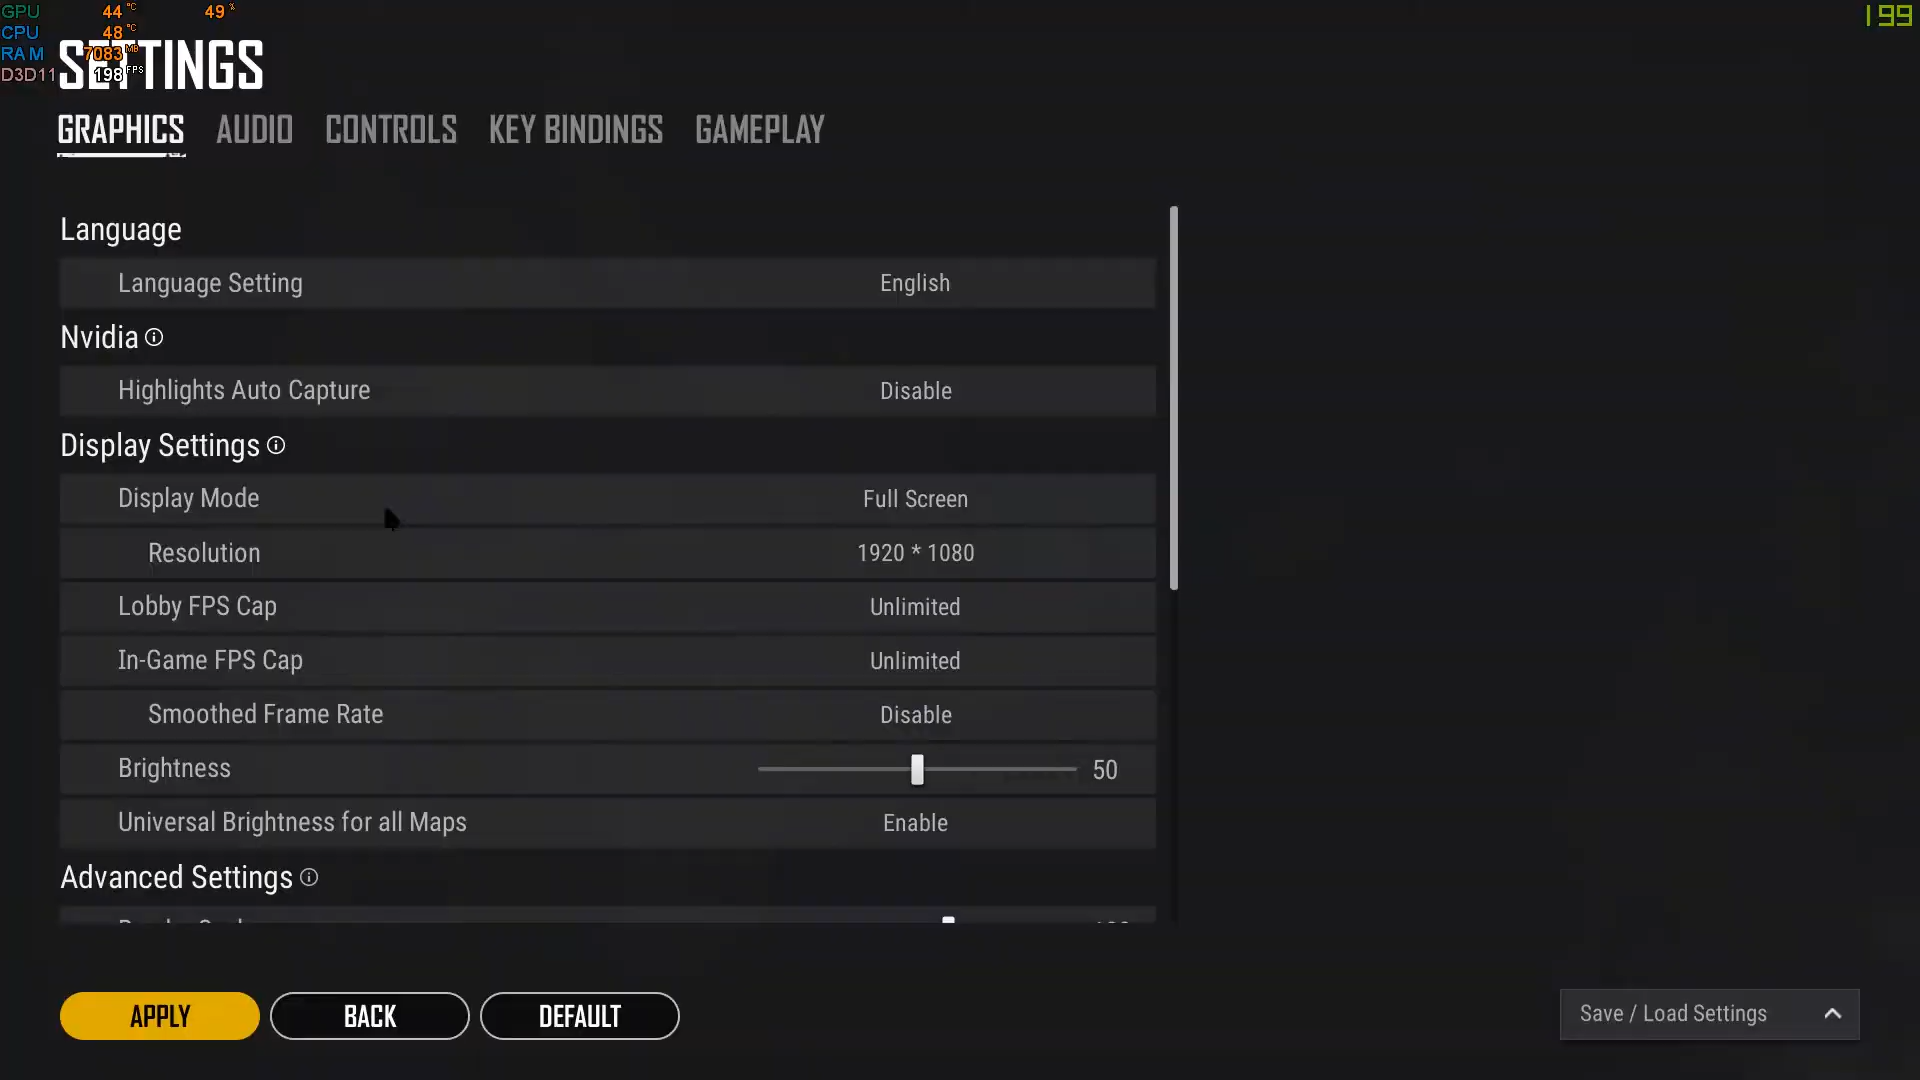 GPU 44 °C 49 %
199
CPU 48 °C
RAM 7083 MB
D3D11 198 FPS
SETTINGS
GRAPHICS AUDIO CONTROLS KEY BINDINGS GAMEPLAY
Language
Language Setting English
Nvidia
Highlights Auto Capture Disable
Display Settings
Display Mode Full Screen
Resolution 1920 * 1080
Lobby FPS Cap Unlimited
In-Game FPS Cap Unlimited
Smoothed Frame Rate Disable
Brightness 50
Universal Brightness for all Maps Enable
Advanced Settings
APPLY BACK DEFAULT
Save / Load Settings